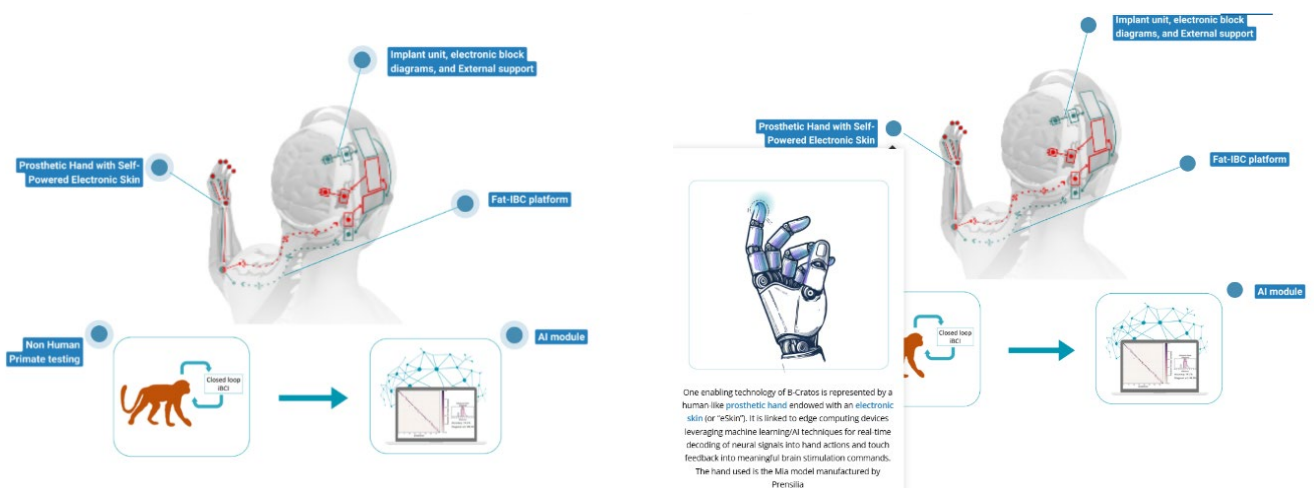 Implant unit, electronic block
diagrams, and External support
Prosthetic Hand with Self-
Powered Electronic Skin
Fat-IBC platform
Non Human
Primate testing
AI module
Closed loop
iBCI
Implant unit, electronic block
diagrams, and External support
Prosthetic Hand with Self-
Powered Electronic Skin
Fat-IBC platform
AI module
Closed loop
iBCI
One enabling technology of B-Cratos is represented by a
human-like prosthetic hand endowed with an electronic
skin (or "eSkin"). It is linked to edge computing devices
leveraging machine learning/AI techniques for real-time
decoding of neural signals into hand actions and touch
feedback into meaningful brain stimulation commands.
The hand used is the Mia model manufactured by
Prensilia